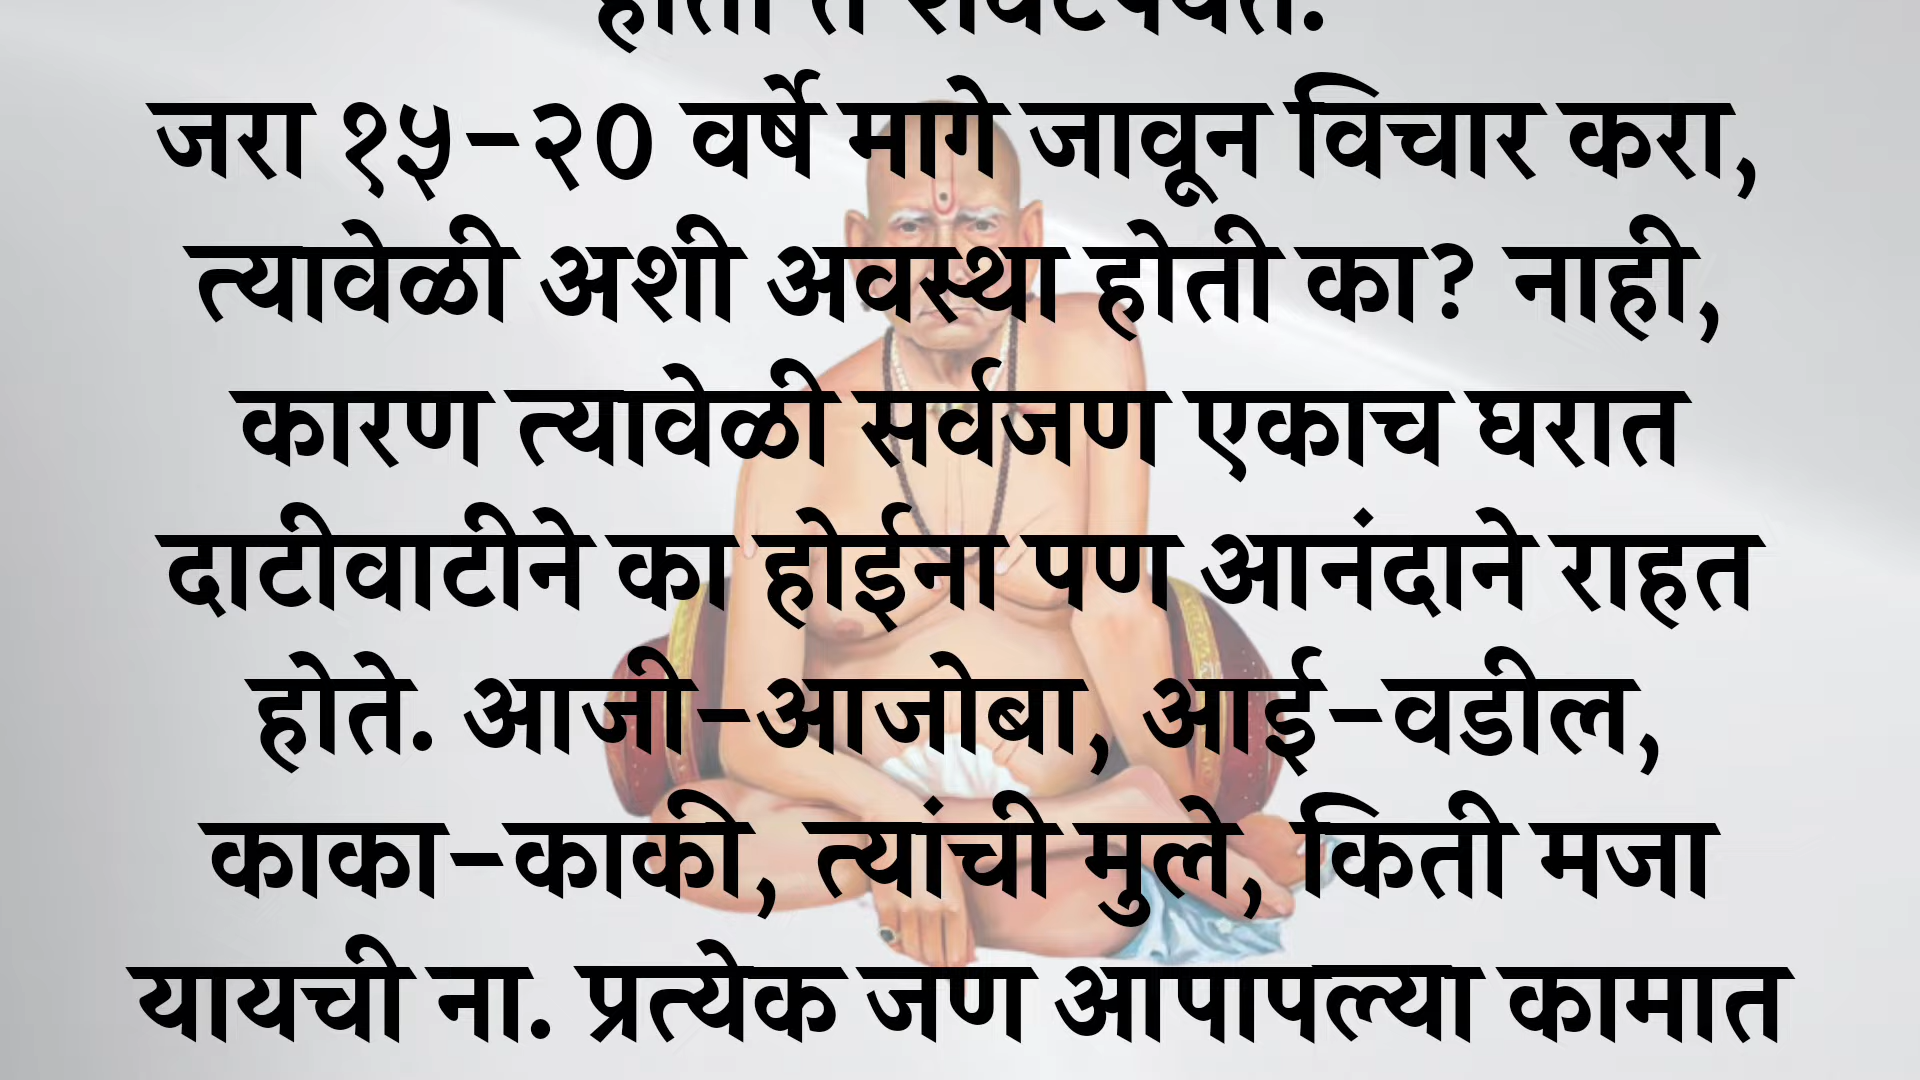 होता ते शेवटपर्यंत.
जरा १५-२० वर्षे मागे जावून विचार करा,
त्यावेळी अशी अवस्था होती का? नाही,
कारण त्यावेळी सर्वजण एकाच घरात
दाटीवाटीने का होईना पण आनंदाने राहत
होते. आजी-आजोबा, आई-वडील,
काका-काकी, त्यांची मुले, किती मजा
यायची ना. प्रत्येक जण आपापल्या कामात